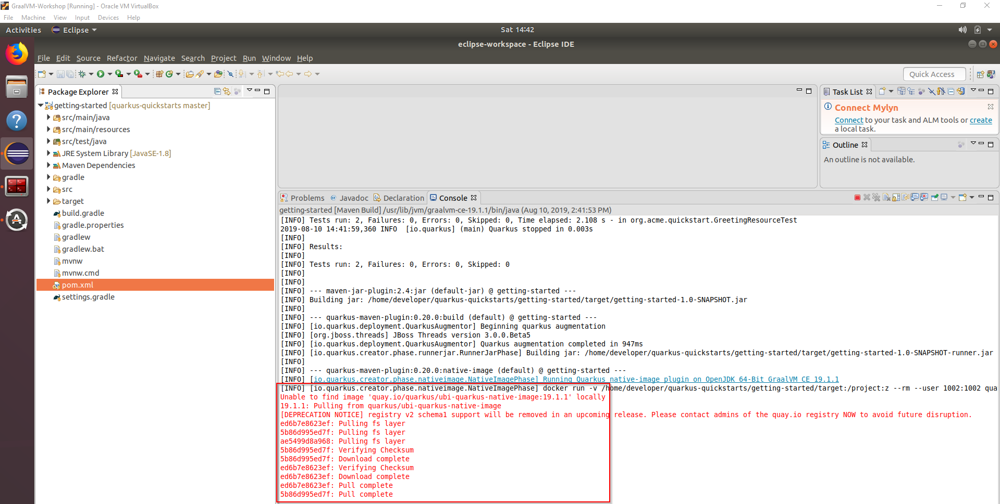 GraalVM-Workshop [Running] - Oracle VM VirtualBox
File Machine View Input Devices Help
Activities Eclipse Sat 14:42
eclipse-workspace - Eclipse IDE
File Edit Source Refactor Navigate Search Project Run Window Help
Quick Access
Package Explorer
getting-started [quarkus-quickstarts master]
src/main/java
src/main/resources
src/test/java
JRE System Library [JavaSE-1.8]
Maven Dependencies
gradle
src
target
build.gradle
gradle.properties
gradlew
gradlew.bat
mvnw
mvnw.cmd
pom.xml
settings.gradle
Task List
Connect Mylyn
Connect to your task and ALM tools or create
a local task.
Outline
An outline is not available.
Problems Javadoc Declaration Console
getting-started [Maven Build] /usr/lib/jvm/graalvm-ce-19.1.1/bin/java (Aug 10, 2019, 2:41:53 PM)
[INFO] Tests run: 2, Failures: 0, Errors: 0, Skipped: 0, Time elapsed: 2.108 s - in org.acme.quickstart.GreetingResourceTest
2019-08-10 14:41:59,360 INFO  [io.quarkus] (main) Quarkus stopped in 0.003s
[INFO]
[INFO] Results:
[INFO]
[INFO] Tests run: 2, Failures: 0, Errors: 0, Skipped: 0
[INFO]
[INFO]
[INFO] --- maven-jar-plugin:2.4:jar (default-jar) @ getting-started ---
[INFO] Building jar: /home/developer/quarkus-quickstarts/getting-started/target/getting-started-1.0-SNAPSHOT.jar
[INFO]
[INFO] --- quarkus-maven-plugin:0.20.0:build (default) @ getting-started ---
[INFO] [io.quarkus.deployment.QuarkusAugmentor] Beginning quarkus augmentation
[INFO] [org.jboss.threads] JBoss Threads version 3.0.0.Beta5
[INFO] [io.quarkus.deployment.QuarkusAugmentor] Quarkus augmentation completed in 947ms
[INFO] [io.quarkus.creator.phase.runnerjar.RunnerJarPhase] Building jar: /home/developer/quarkus-quickstarts/getting-started/target/getting-started-1.0-SNAPSHOT-runner.jar
[INFO]
[INFO] --- quarkus-maven-plugin:0.20.0:native-image (default) @ getting-started ---
[INFO] [io.quarkus.creator.phase.nativeimage.NativeImagePhase] Running Quarkus native-image plugin on OpenJDK 64-Bit GraalVM CE 19.1.1
[INFO] [io.quarkus.creator.phase.nativeimage.NativeImagePhase] docker run -v /home/developer/quarkus-quickstarts/getting-started/target:/project:z --rm --user 1002:1002 qua
Unable to find image 'quay.io/quarkus/ubi-quarkus-native-image:19.1.1' locally
19.1.1: Pulling from quarkus/ubi-quarkus-native-image
[DEPRECATION NOTICE] registry v2 schema1 support will be removed in an upcoming release. Please contact admins of the quay.io registry NOW to avoid future disruption.
ed6b7e8623ef: Pulling fs layer
5b86d995ed7f: Pulling fs layer
ae5499d8a968: Pulling fs layer
5b86d995ed7f: Verifying Checksum
5b86d995ed7f: Download complete
ed6b7e8623ef: Verifying Checksum
ed6b7e8623ef: Download complete
ed6b7e8623ef: Pull complete
5b86d995ed7f: Pull complete